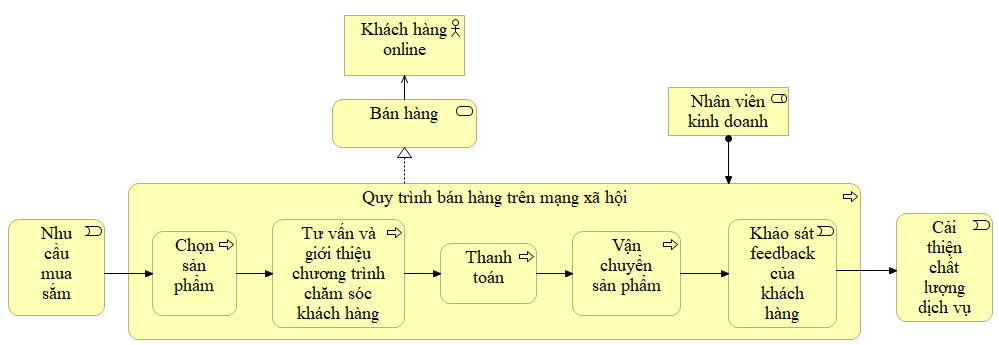 Khách hàng
online
Bán hàng
Nhân viên
kinh doanh
Quy trình bán hàng trên mạng xã hội
Nhu
cầu
mua
sắm
Chọn
sản
phẩm
Tư vấn và
giới thiệu
chương trình
chăm sóc
khách hàng
Thanh
toán
Vận
chuyển
sản phẩm
Khảo sát
feedback
của
khách
hàng
Cải
thiện
chất
lượng
dịch vụ